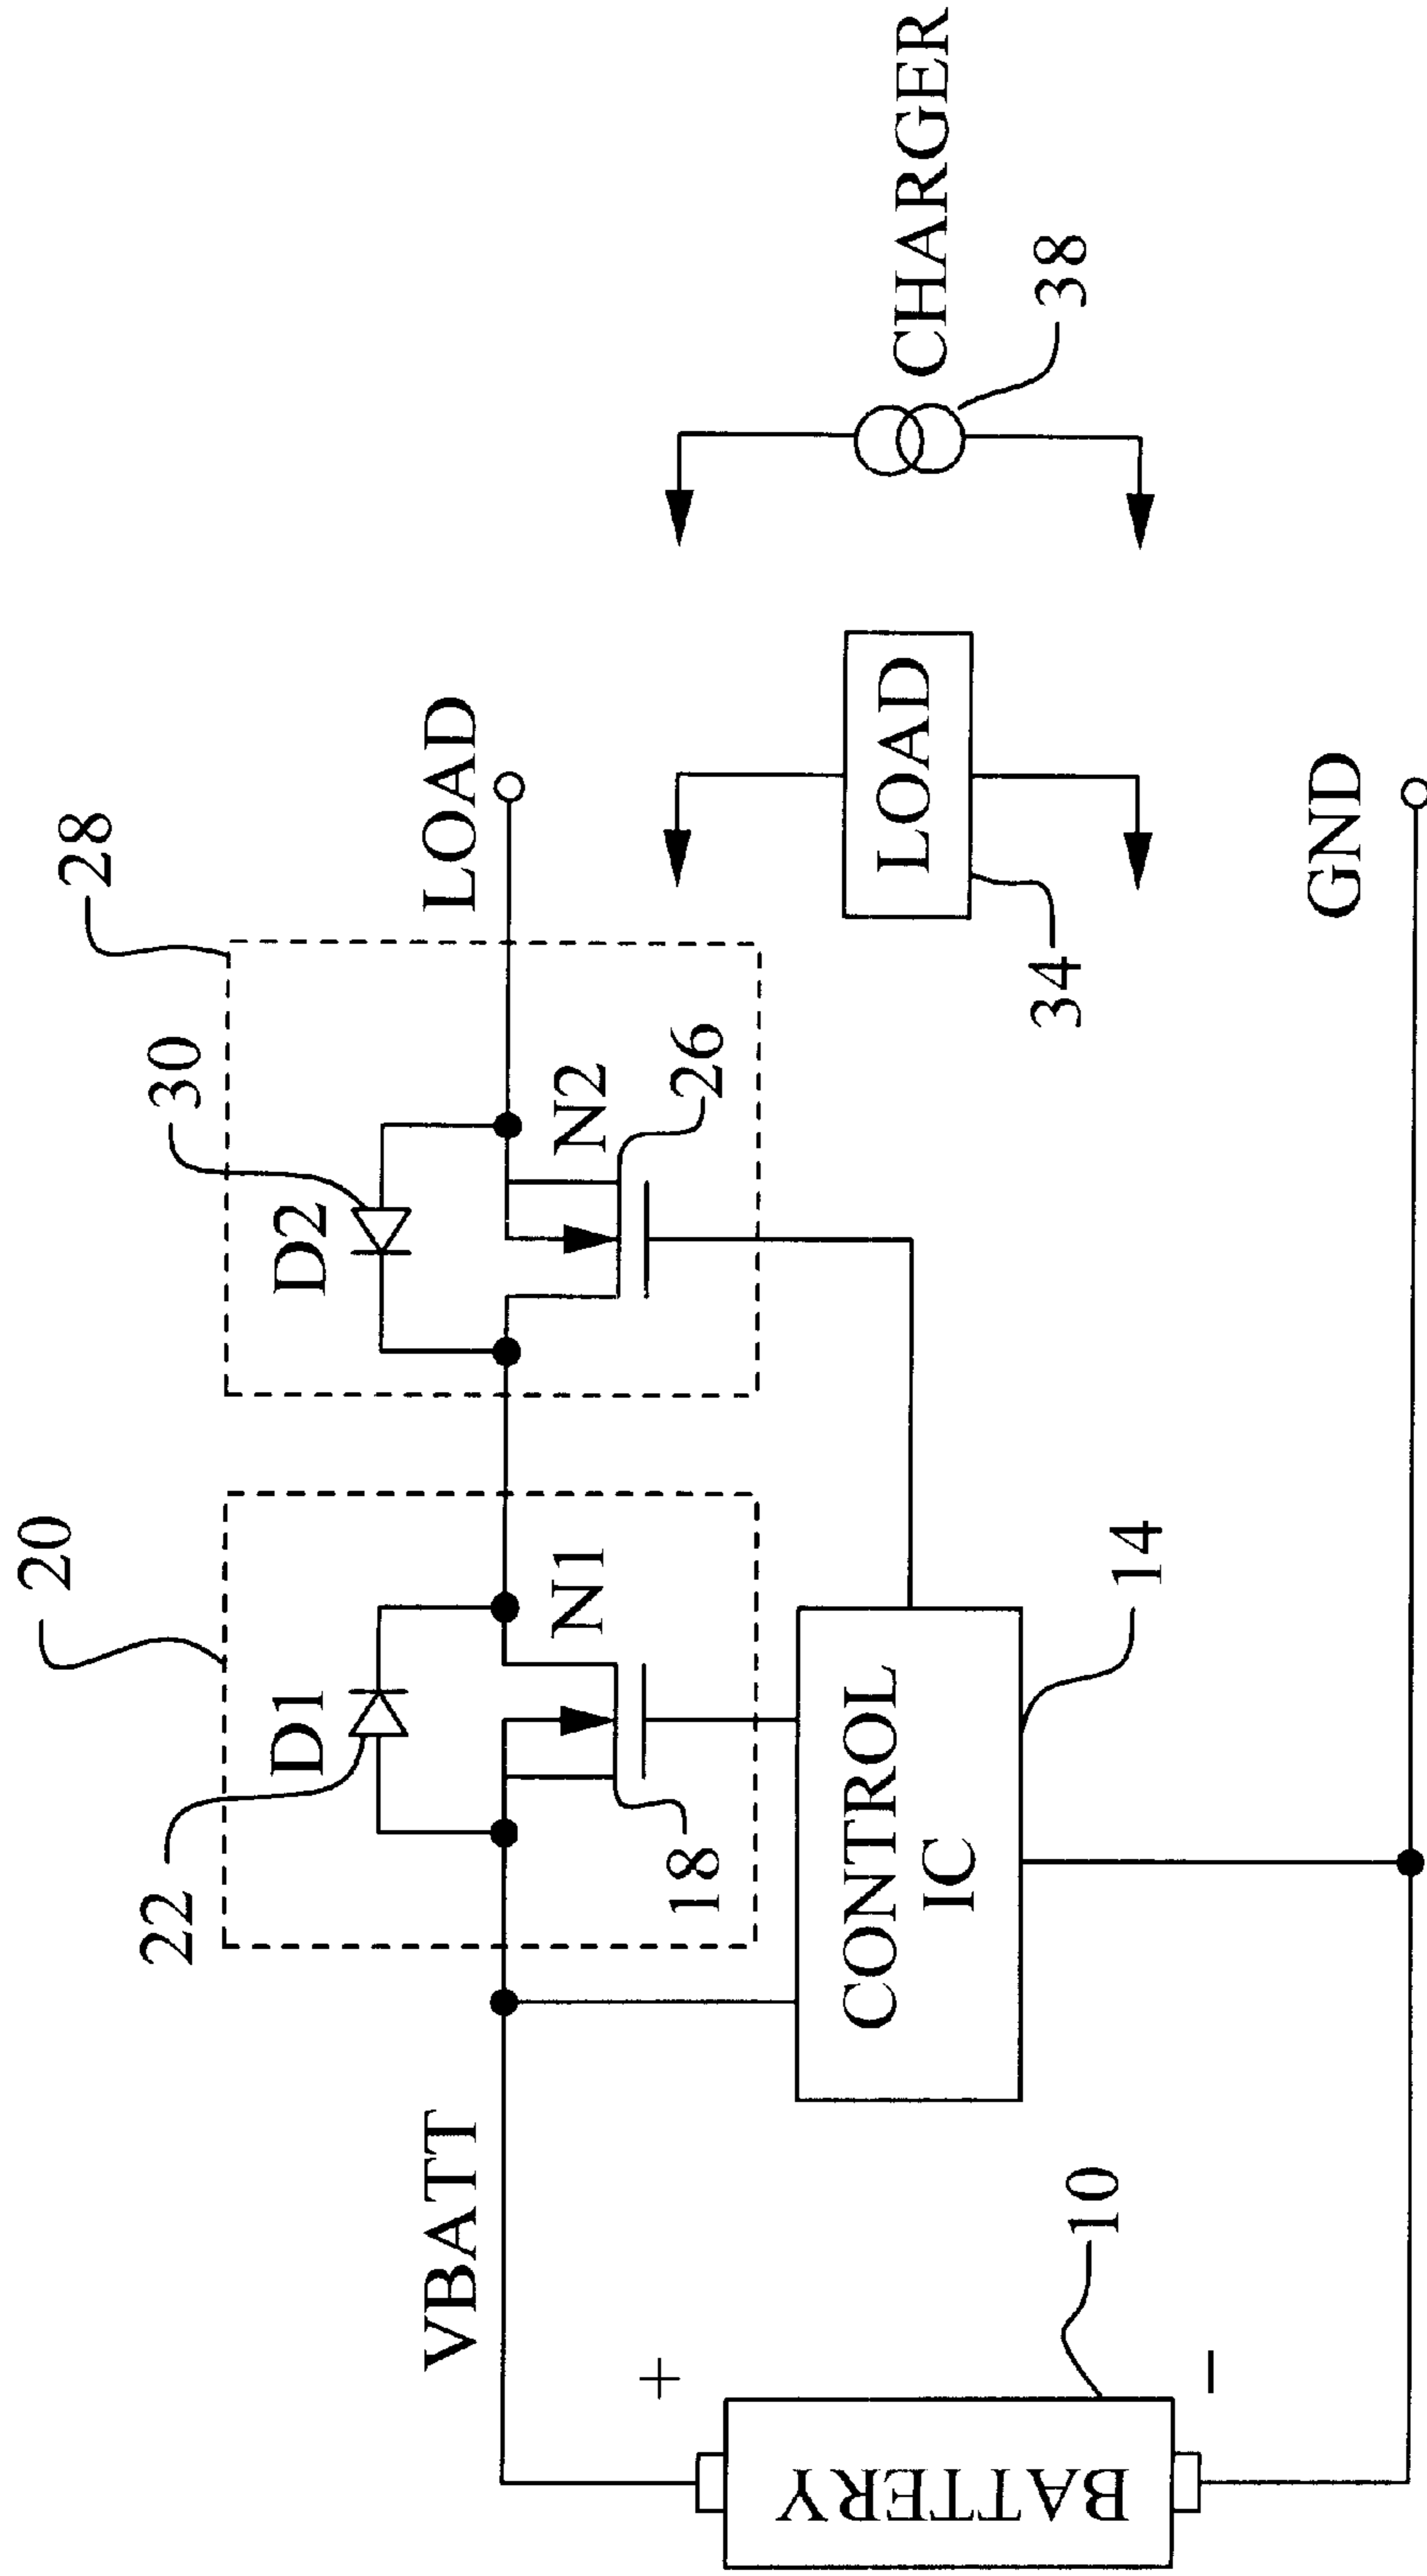 20
28
22
D1
30
D2
VBATT
LOAD
N1
N2
18
26
+
BATTERY
−
10
CONTROL
IC
14
LOAD
34
CHARGER
38
GND